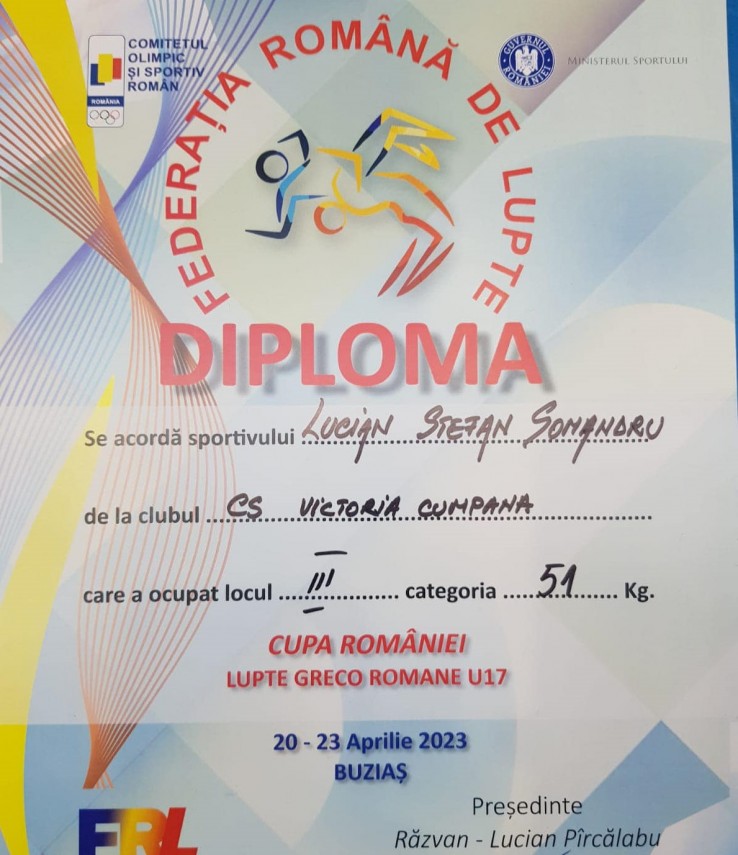 COMITETUL
OLIMPIC
ȘI SPORTIV
ROMÂN
ROMÂNIA
GUVERNUL ROMÂNIEI
MINISTERUL SPORTULUI
FEDERAȚIA ROMÂNĂ DE LUPTE
DIPLOMA
Se acordă sportivului LUCIAN STEFAN SOMANDRU
de la clubul CS VICTORIA CUMPANA
care a ocupat locul III categoria 51 Kg.
CUPA ROMÂNIEI
LUPTE GRECO ROMANE U17
20 - 23 Aprilie 2023
BUZIAȘ
FRL
Președinte
Răzvan - Lucian Pîrcălabu